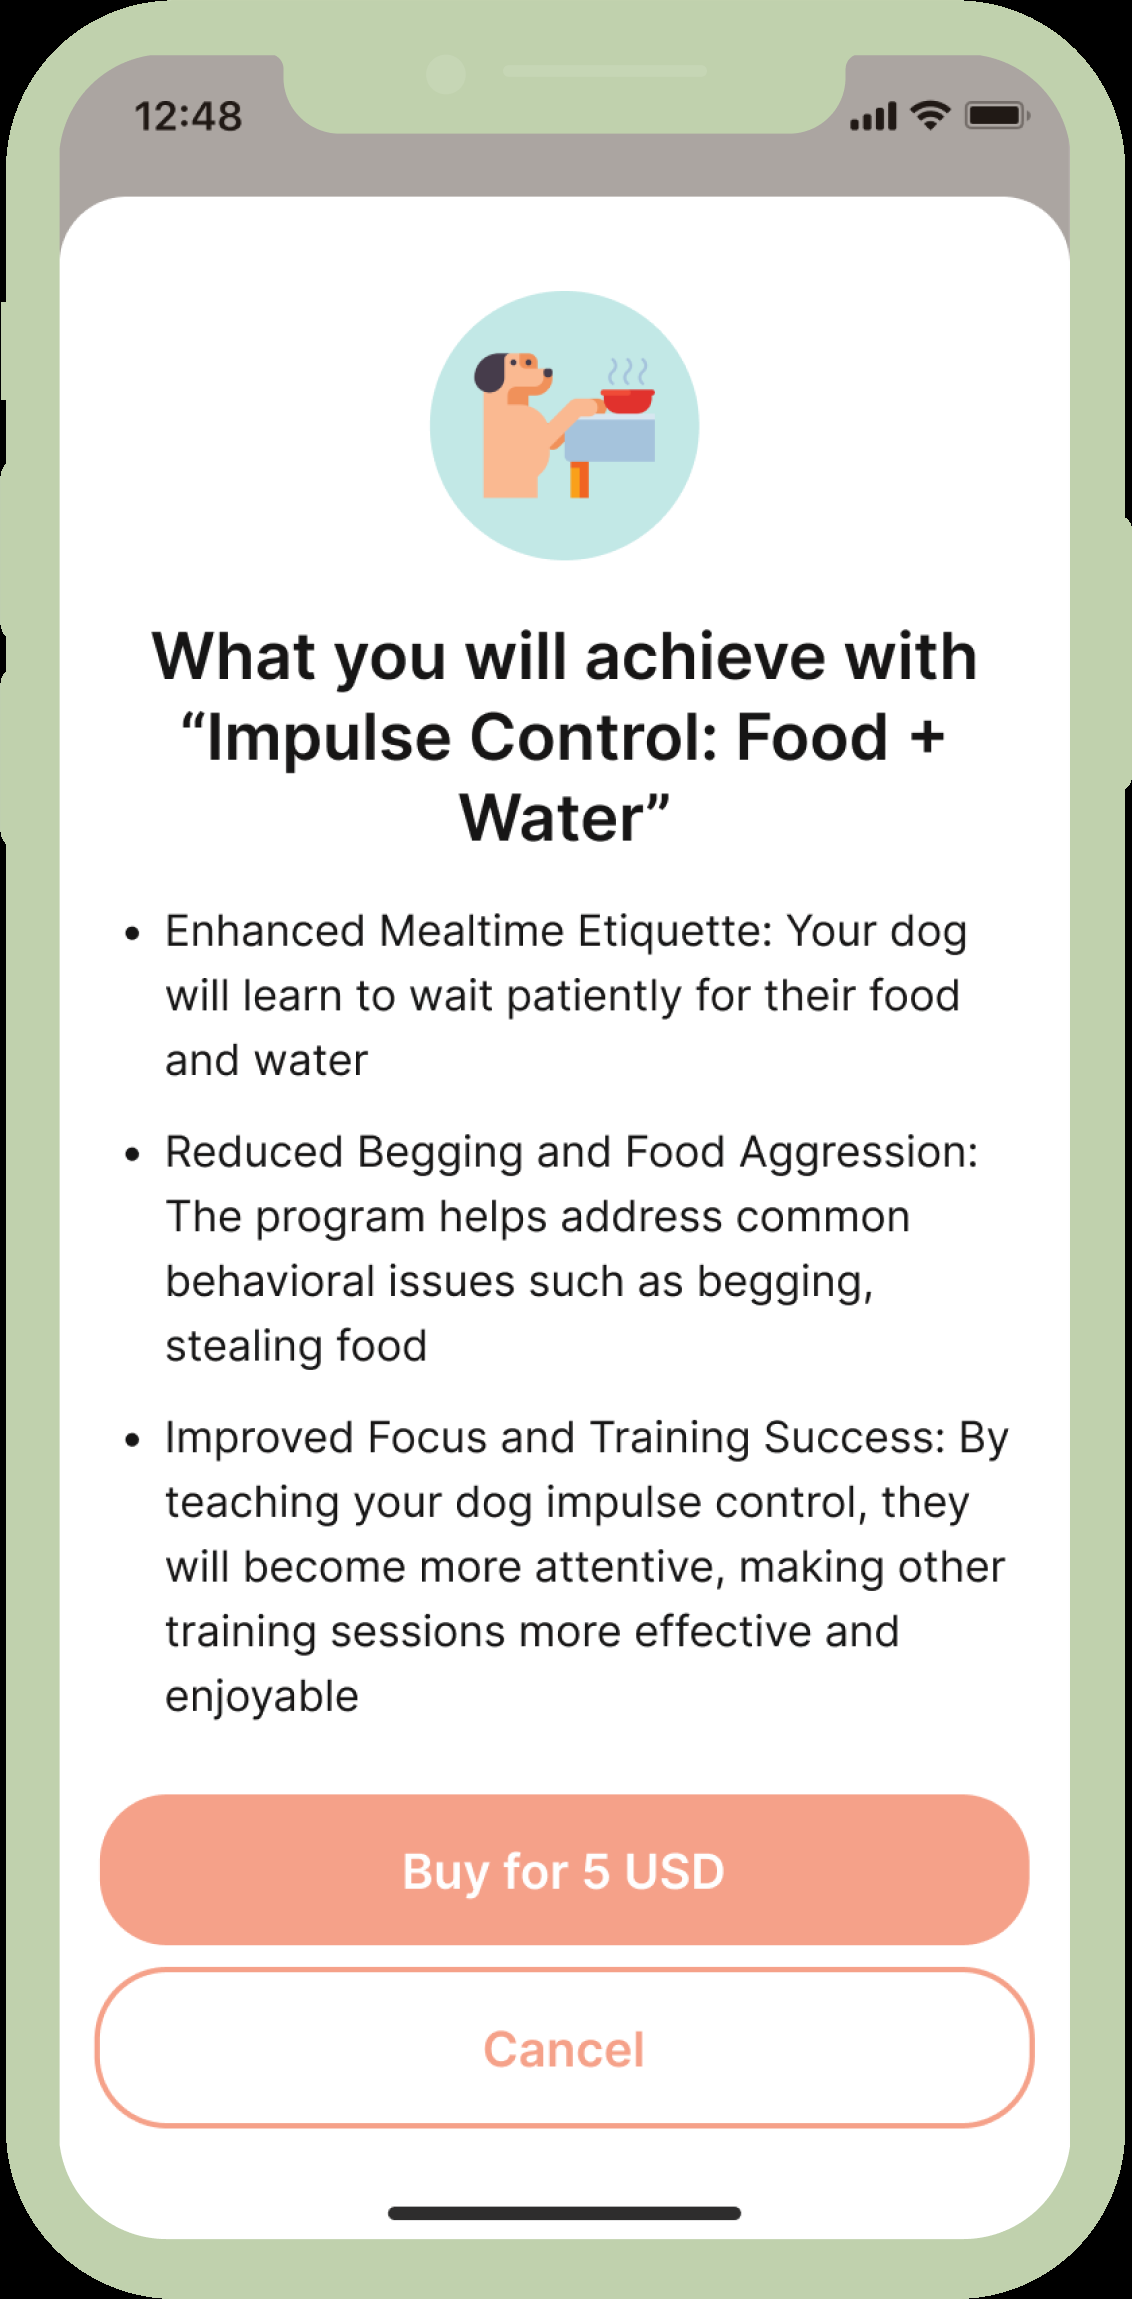 12:48
What you will achieve with
“Impulse Control: Food +
Water”
• Enhanced Mealtime Etiquette: Your dog
will learn to wait patiently for their food
and water
• Reduced Begging and Food Aggression:
The program helps address common
behavioral issues such as begging,
stealing food
• Improved Focus and Training Success: By
teaching your dog impulse control, they
will become more attentive, making other
training sessions more effective and
enjoyable
Buy for 5 USD
Cancel